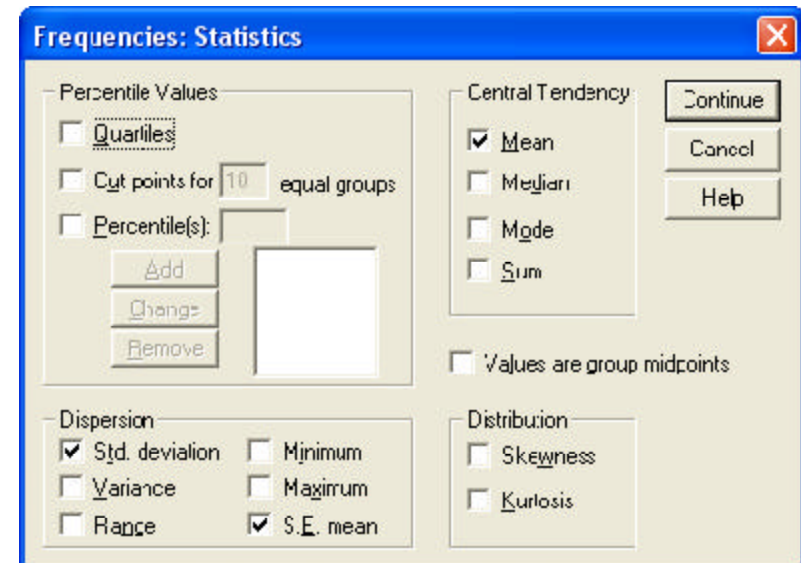 Frequencies: Statistics
Percentile Values
Quartiles
Cut points for 10 equal groups
Percentile(s):
Add
Change
Remove
Central Tendency
Mean
Median
Mode
Sum
Continue
Cancel
Help
Values are group midpoints
Dispersion
Std. deviation
Minimum
Variance
Maximum
Range
S.E. mean
Distribution
Skewness
Kurtosis